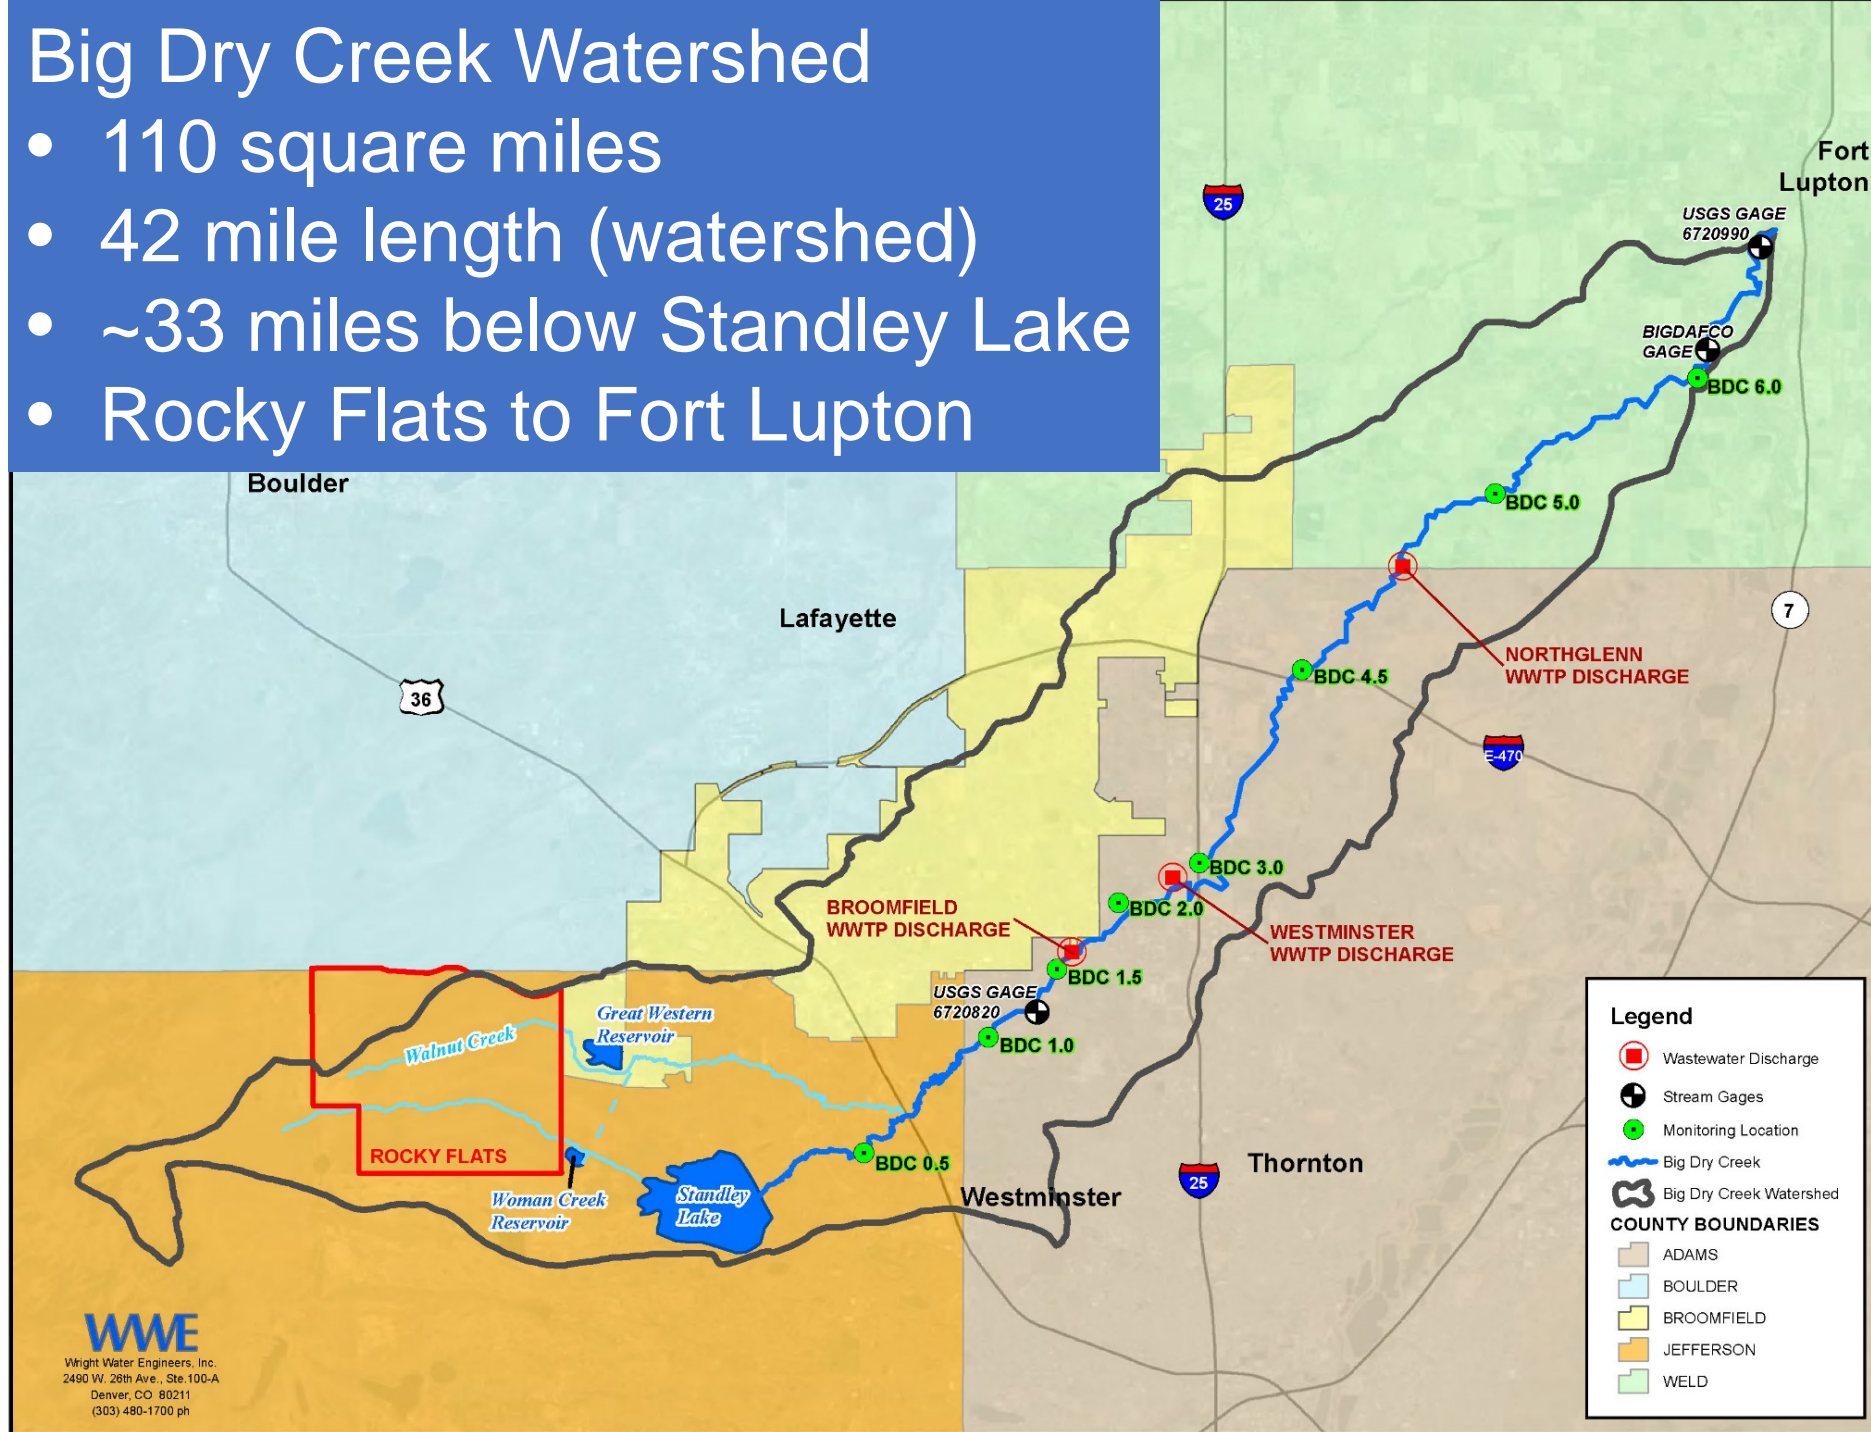 Big Dry Creek Watershed
• 110 square miles
• 42 mile length (watershed)
• ~33 miles below Standley Lake
• Rocky Flats to Fort Lupton
Boulder
25
Fort
Lupton
USGS GAGE
6720990
BIGDAFCO
GAGE
BDC 6.0
BDC 5.0
Lafayette
7
NORTHGLENN
WWTP DISCHARGE
BDC 4.5
36
E-470
BDC 3.0
BDC 2.0
BROOMFIELD
WWTP DISCHARGE
WESTMINSTER
WWTP DISCHARGE
BDC 1.5
USGS GAGE
6720820
BDC 1.0
Great Western
Reservoir
Walnut Creek
ROCKY FLATS
BDC 0.5
Woman Creek
Reservoir
Standley
Lake
Westminster
25
Thornton
Legend
Wastewater Discharge
Stream Gages
Monitoring Location
Big Dry Creek
Big Dry Creek Watershed
COUNTY BOUNDARIES
ADAMS
BOULDER
BROOMFIELD
JEFFERSON
WELD
WWE
Wright Water Engineers, Inc.
2490 W. 26th Ave., Ste.100-A
Denver, CO 80211
(303) 480-1700 ph